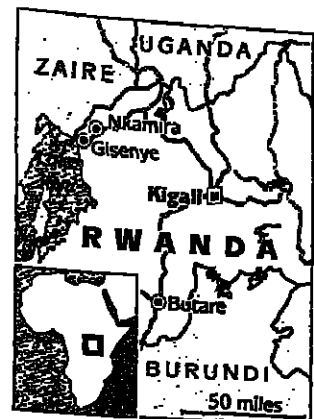 UGANDA
ZAIRE
Nkamira
Gisenye
Kigali
RWANDA
Butare
BURUNDI
50 miles